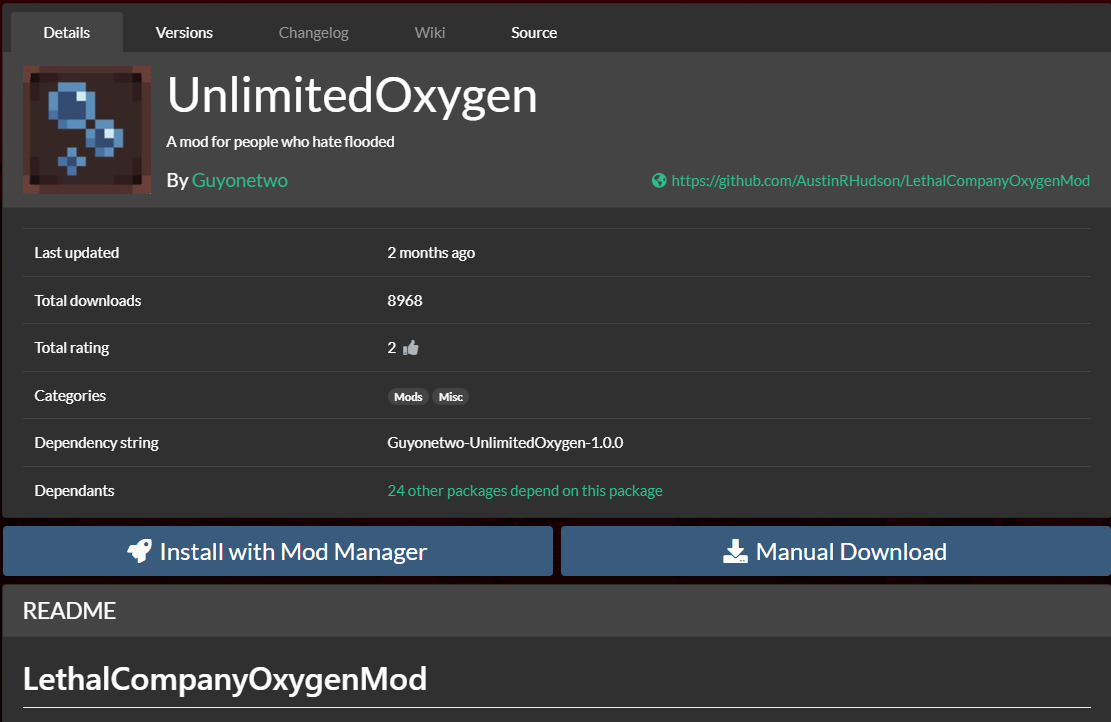 Details Versions Changelog Wiki Source
UnlimitedOxygen
A mod for people who hate flooded
By Guyonetwo https://github.com/AustinRHudson/LethalCompanyOxygenMod
Last updated 2 months ago
Total downloads 8968
Total rating 2
Categories Mods Misc
Dependency string Guyonetwo-UnlimitedOxygen-1.0.0
Dependants 24 other packages depend on this package
Install with Mod Manager Manual Download
README
LethalCompanyOxygenMod